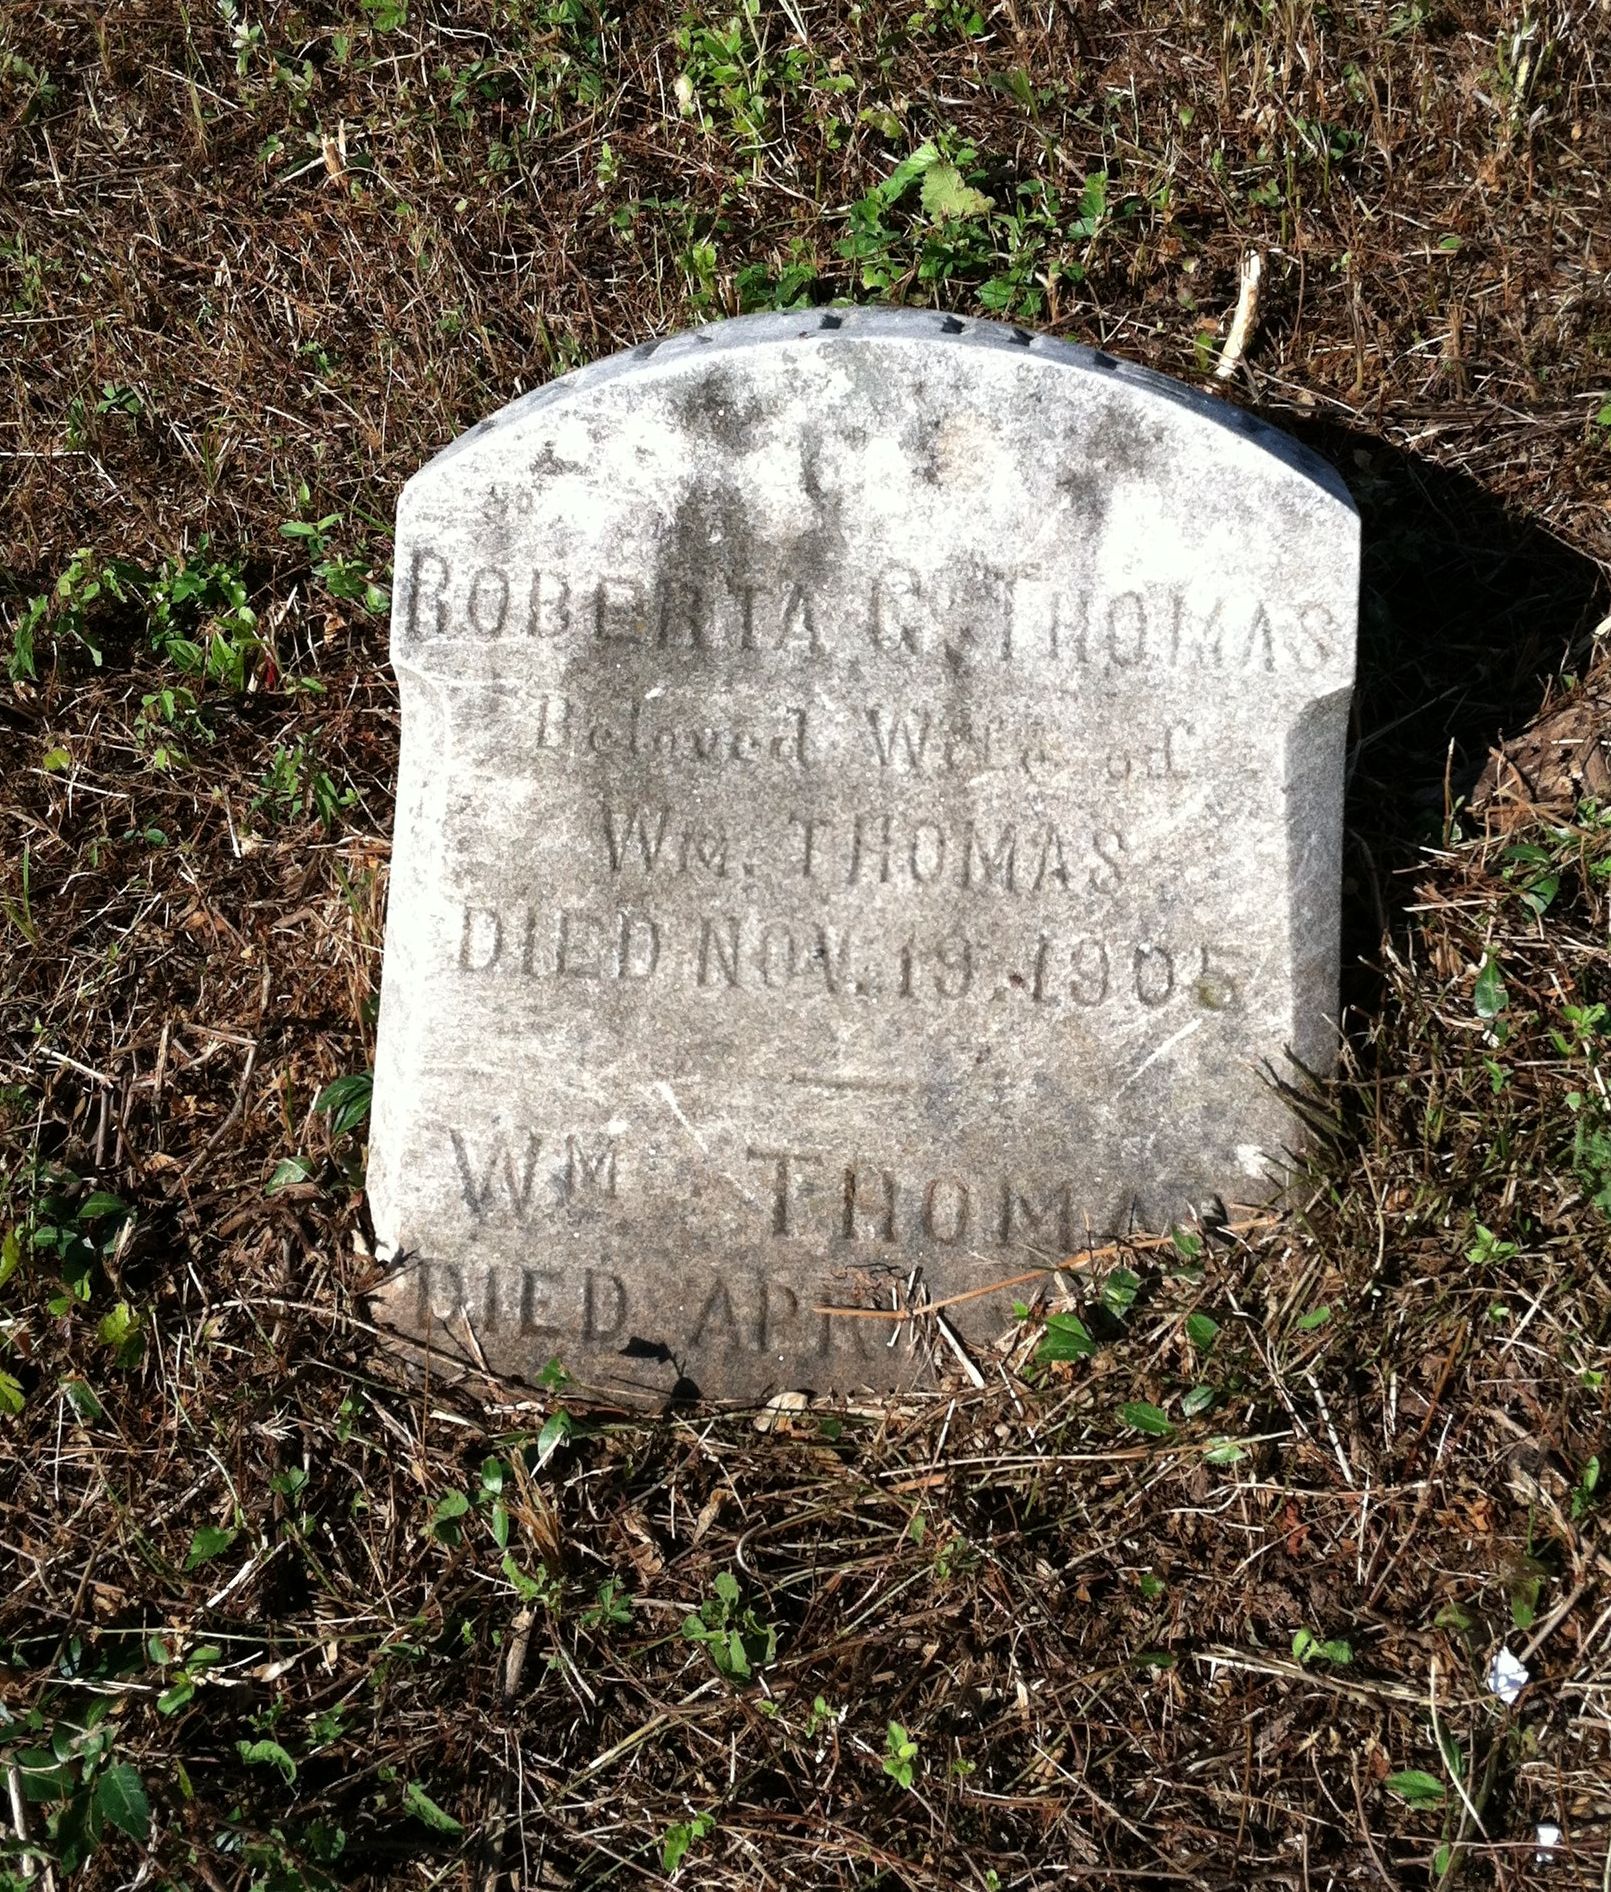 ROBERTA G. THOMAS
Beloved Wife of
WM. THOMAS
DIED NOV. 19. 1905
WM THOMAS
DIED APR